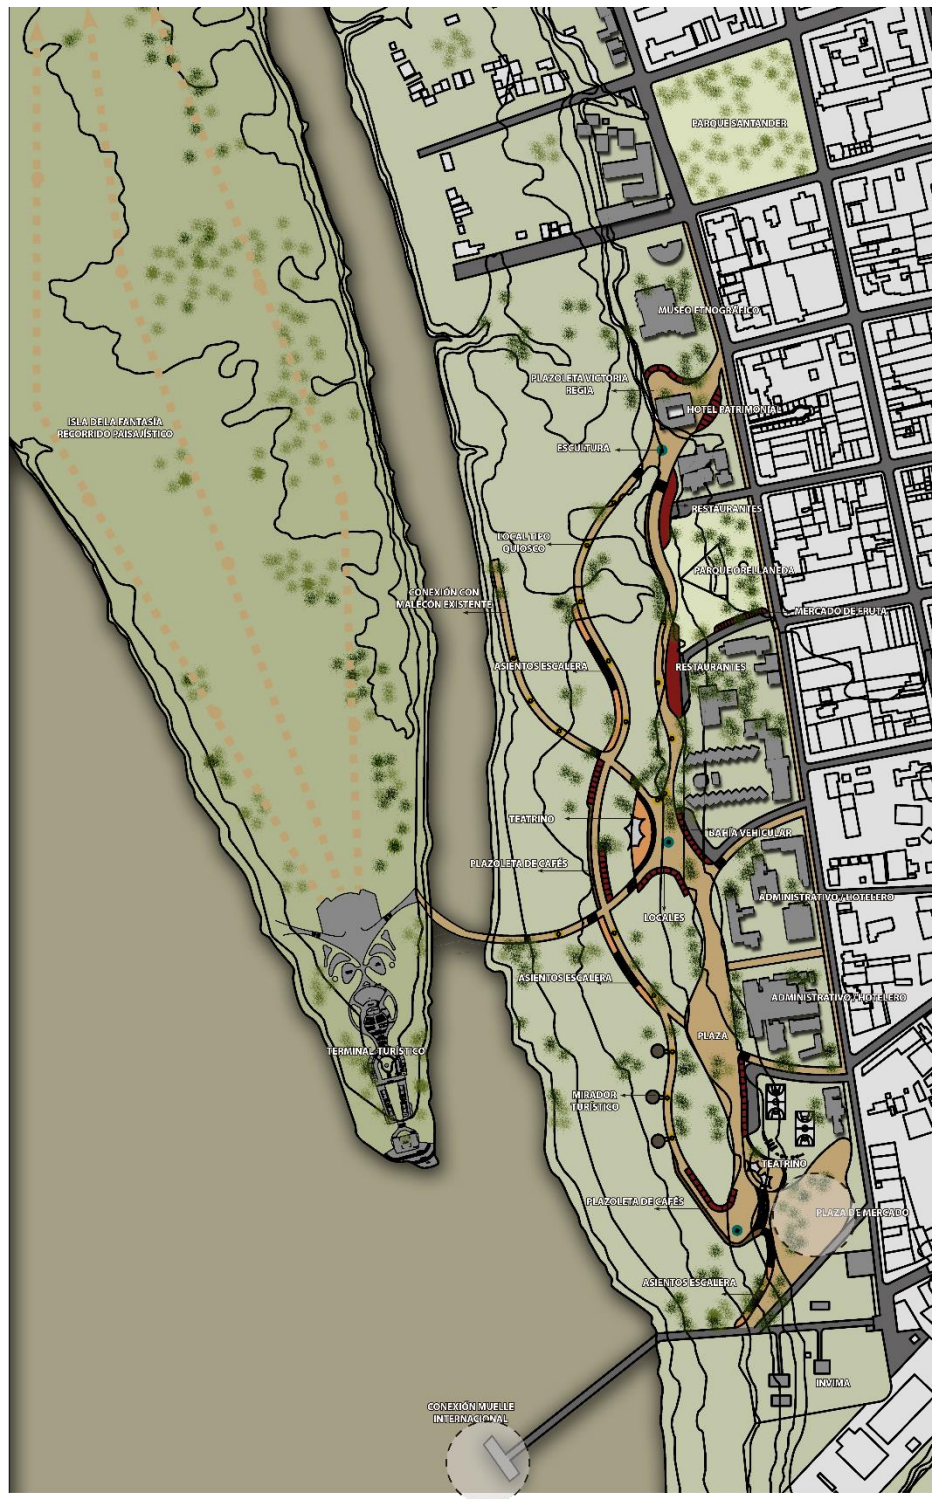 PARQUE SANTANDER
MUSEO ETNOGRÁFICO
PLAZOLETA VICTORIA
REGIA
HOTEL PATRIMONIAL
ISLA DE LA FANTASÍA
RECORRIDO PAISAJÍSTICO
ESCULTURA
RESTAURANTES
LOCAL TIPO
QUIOSCO
PARQUE ORELLANEDA
CONEXIÓN CON
MALECÓN EXISTENTE
MERCADO DE FRUTA
ASIENTOS ESCALERA
RESTAURANTES
TEATRINO
BAHÍA VEHICULAR
PLAZOLETA DE CAFÉS
ADMINISTRATIVO / HOTELERO
LOCALES
ASIENTOS ESCALERA
ADMINISTRATIVO / HOTELERO
PLAZA
TERMINAL TURÍSTICO
MIRADOR
TURÍSTICO
TEATRINO
PLAZOLETA DE CAFÉS
PLAZA DE MERCADO
ASIENTOS ESCALERA
INVIMA
CONEXIÓN MUELLE
INTERNACIONAL